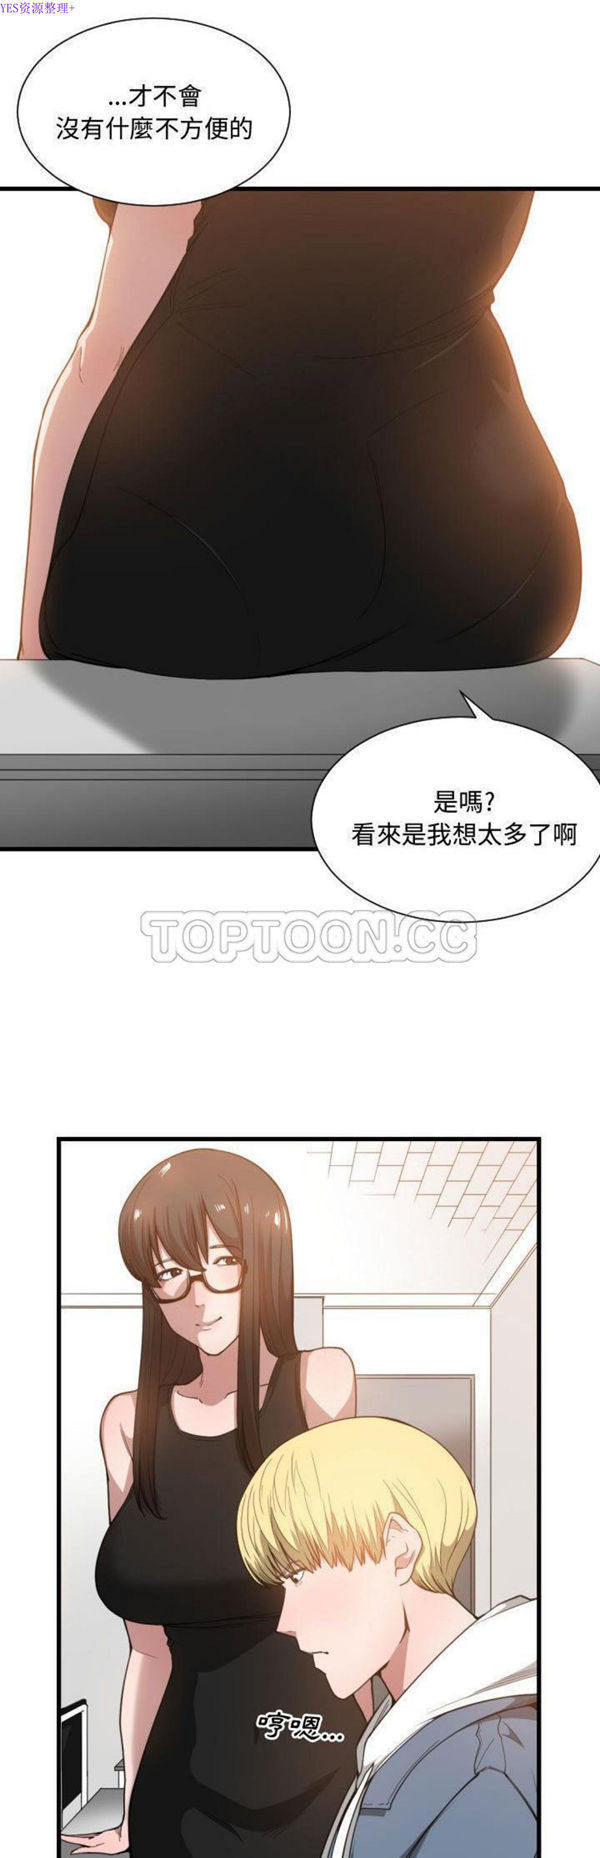 YES资源整理+
...才不會
沒有什麼不方便的
是嗎?
看來是我想太多了啊
TOPTOON.CC
哼嗯...